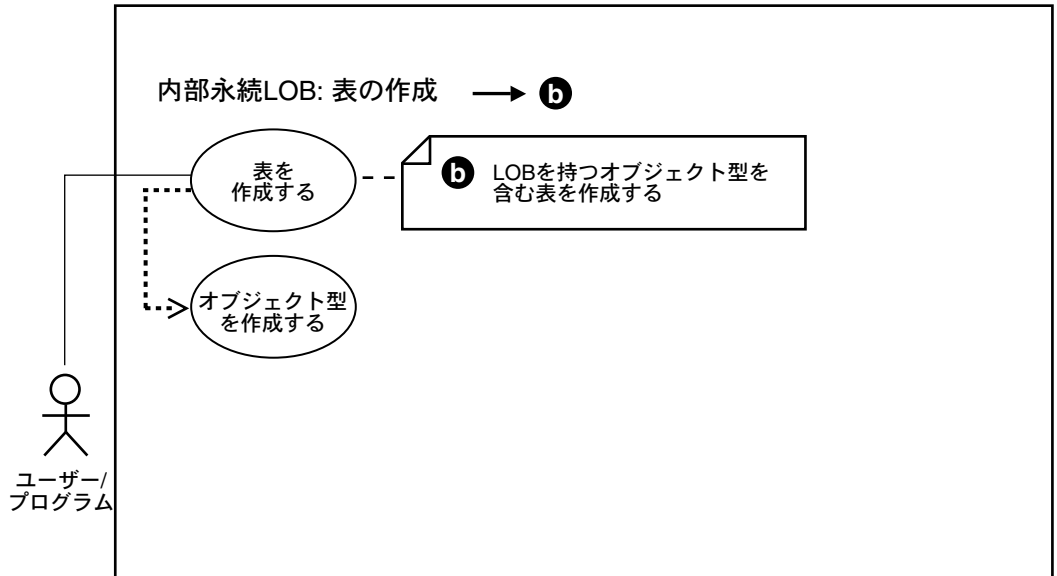 内部永続LOB: 表の作成 → b
表を
作成する
b LOBを持つオブジェクト型を
含む表を作成する
オブジェクト型
を作成する
ユーザー/
プログラム